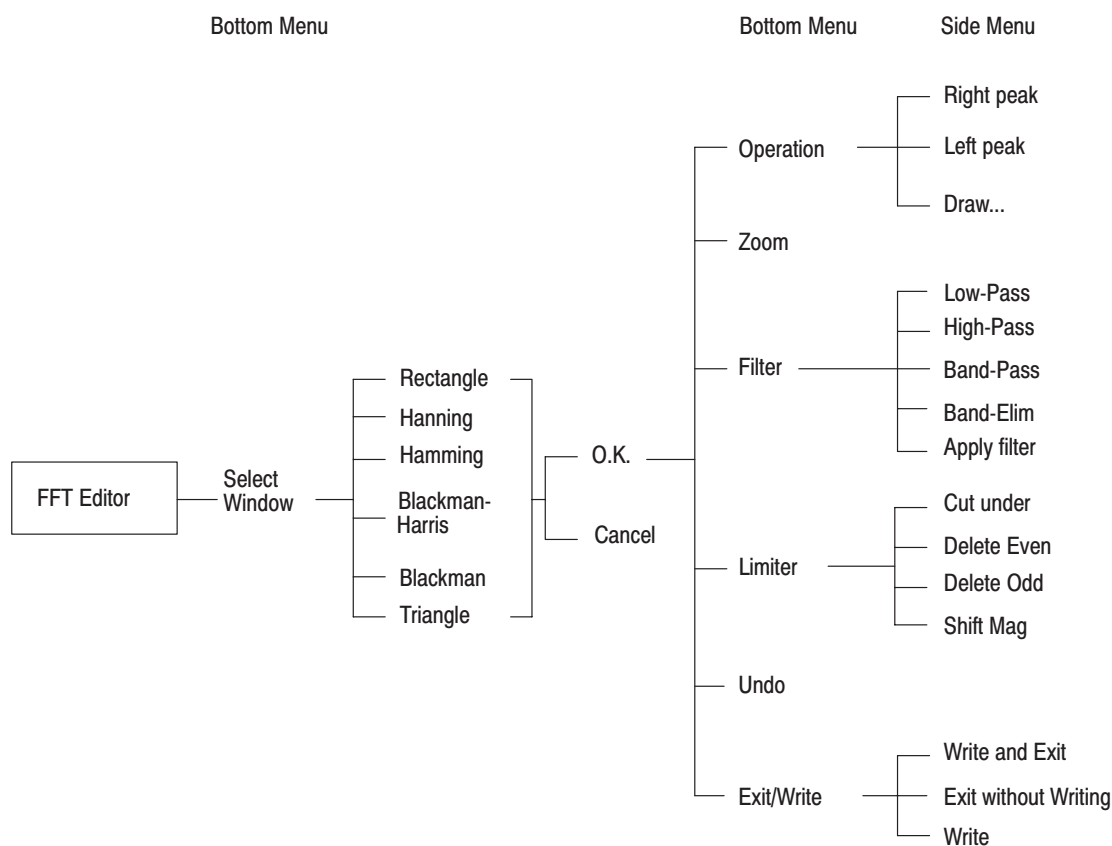 Bottom Menu
Bottom Menu
Side Menu
FFT Editor
Select
Window
Rectangle
Hanning
Hamming
Blackman-
Harris
Blackman
Triangle
O.K.
Cancel
Operation
Right peak
Left peak
Draw...
Zoom
Filter
Low-Pass
High-Pass
Band-Pass
Band-Elim
Apply filter
Limiter
Cut under
Delete Even
Delete Odd
Shift Mag
Undo
Exit/Write
Write and Exit
Exit without Writing
Write